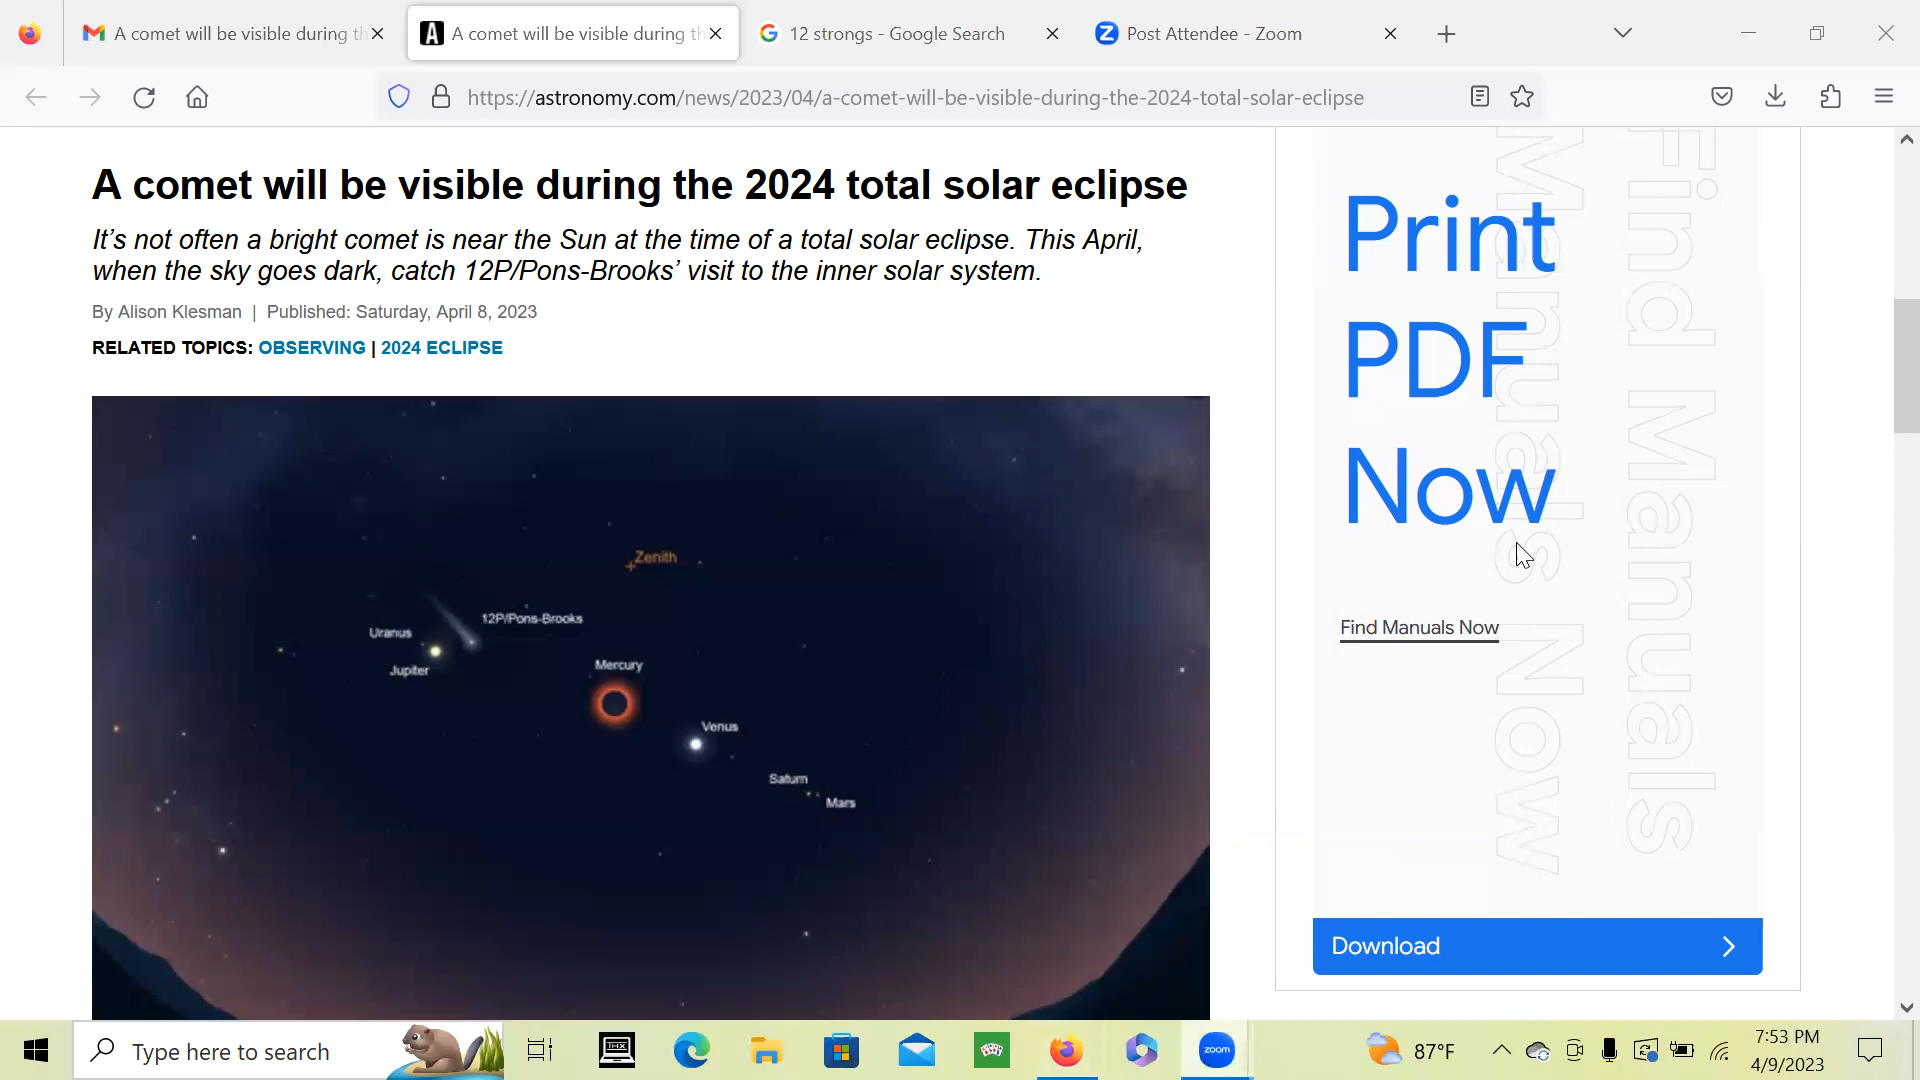 A comet will be visible during th
A comet will be visible during th
12 strongs - Google Search
Post Attendee - Zoom
https://astronomy.com/news/2023/04/a-comet-will-be-visible-during-the-2024-total-solar-eclipse
A comet will be visible during the 2024 total solar eclipse
It’s not often a bright comet is near the Sun at the time of a total solar eclipse. This April,
when the sky goes dark, catch 12P/Pons-Brooks’ visit to the inner solar system.
By Alison Klesman | Published: Saturday, April 8, 2023
RELATED TOPICS: OBSERVING | 2024 ECLIPSE
Zenith
12P/Pons-Brooks
Uranus
Jupiter
Mercury
Venus
Saturn
Mars
Print
PDF
Now
Find Manuals Now
Find Manuals
Manuals Now
Download
Type here to search
THX
zoom
87°F
7:53 PM
4/9/2023